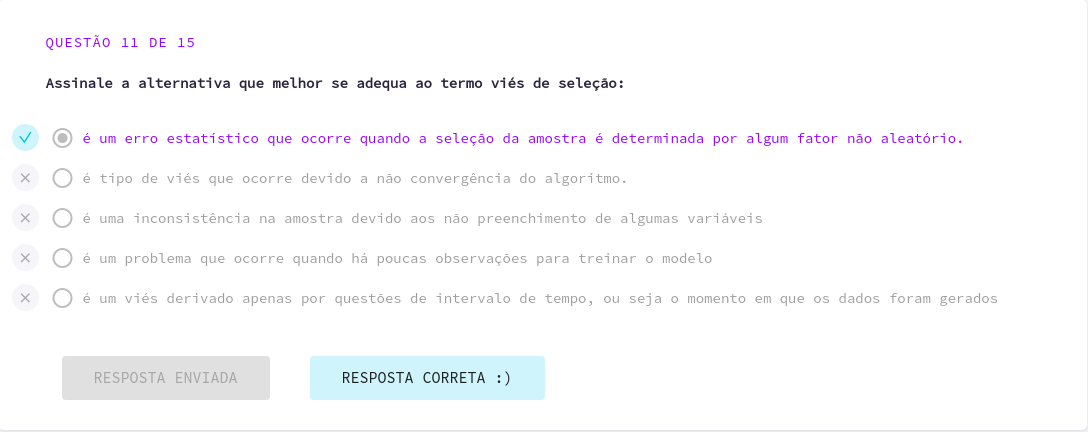 QUESTÃO 11 DE 15
Assinale a alternativa que melhor se adequa ao termo viés de seleção:
é um erro estatístico que ocorre quando a seleção da amostra é determinada por algum fator não aleatório.
é tipo de viés que ocorre devido a não convergência do algoritmo.
é uma inconsistência na amostra devido aos não preenchimento de algumas variáveis
é um problema que ocorre quando há poucas observações para treinar o modelo
é um viés derivado apenas por questões de intervalo de tempo, ou seja o momento em que os dados foram gerados
RESPOSTA ENVIADA
RESPOSTA CORRETA :)